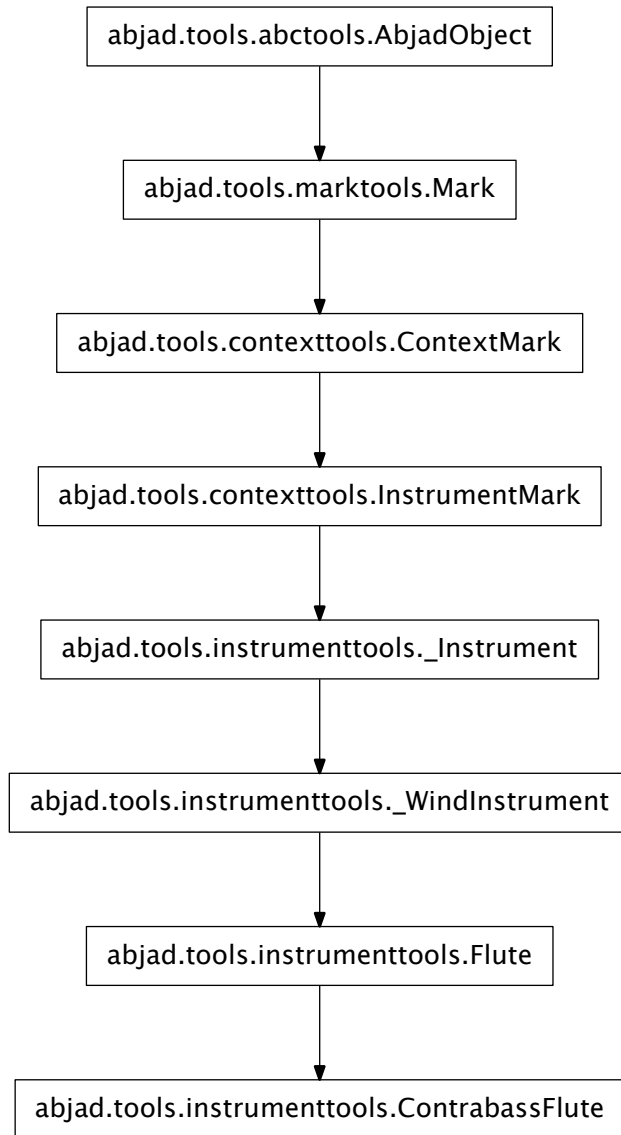 abjad.tools.abctools.AbjadObject
abjad.tools.marktools.Mark
abjad.tools.contexttools.ContextMark
abjad.tools.contexttools.InstrumentMark
abjad.tools.instrumenttools._Instrument
abjad.tools.instrumenttools._WindInstrument
abjad.tools.instrumenttools.Flute
abjad.tools.instrumenttools.ContrabassFlute